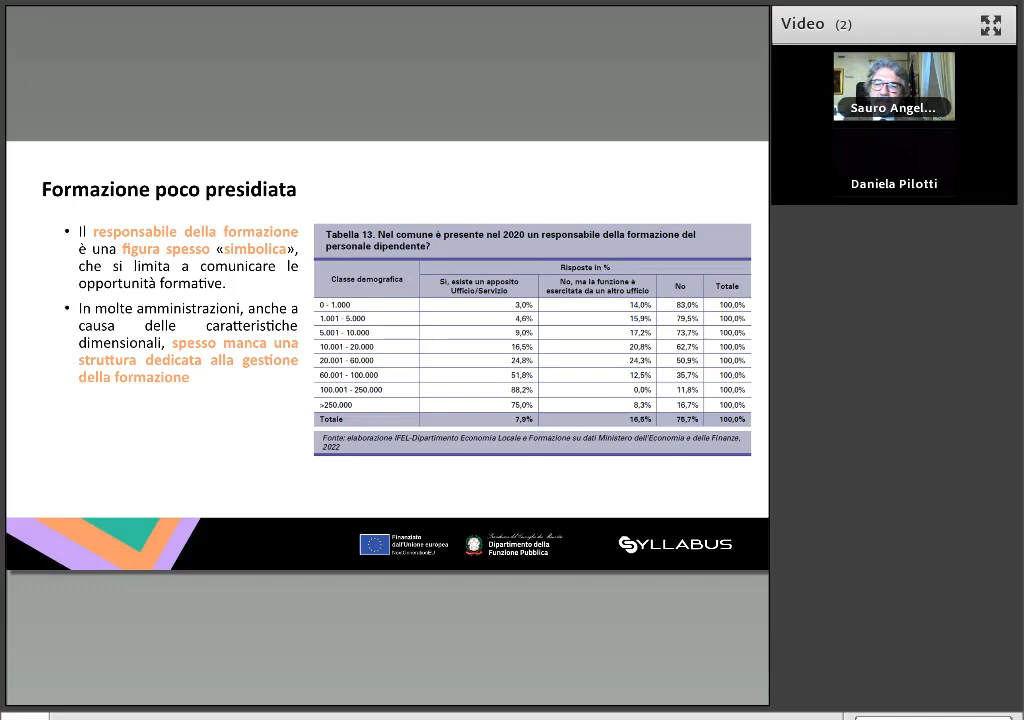 Video (2)
Sauro Angel...
Daniela Pilotti
Formazione poco presidiata
• Il responsabile della formazione
è una figura spesso «simbolica»,
che si limita a comunicare le
opportunità formative.
• In molte amministrazioni, anche a
causa delle caratteristiche
dimensionali, spesso manca una
struttura dedicata alla gestione
della formazione
Tabella 13. Nel comune è presente nel 2020 un responsabile della formazione del
personale dipendente?
Classe demografica
Risposte in %
Sì, esiste un apposito Ufficio/Servizio
No, ma la funzione è esercitata da un altro ufficio
No
Totale
0 - 1.000 3,0% 14,0% 83,0% 100,0%
1.001 - 5.000 4,6% 15,9% 79,5% 100,0%
5.001 - 10.000 9,0% 17,2% 73,7% 100,0%
10.001 - 20.000 16,5% 20,8% 62,7% 100,0%
20.001 - 60.000 24,8% 24,3% 50,9% 100,0%
60.001 - 100.000 51,8% 12,5% 35,7% 100,0%
100.001 - 250.000 88,2% 0,0% 11,8% 100,0%
>250.000 75,0% 8,3% 16,7% 100,0%
Totale 7,9% 16,5% 75,7% 100,0%
Fonte: elaborazione IFEL-Dipartimento Economia Locale e Formazione su dati Ministero dell'Economia e delle Finanze,
2022
Finanziato
dall'Unione europea
NextGenerationEU
Dipartimento della
Funzione Pubblica
SYLLABUS